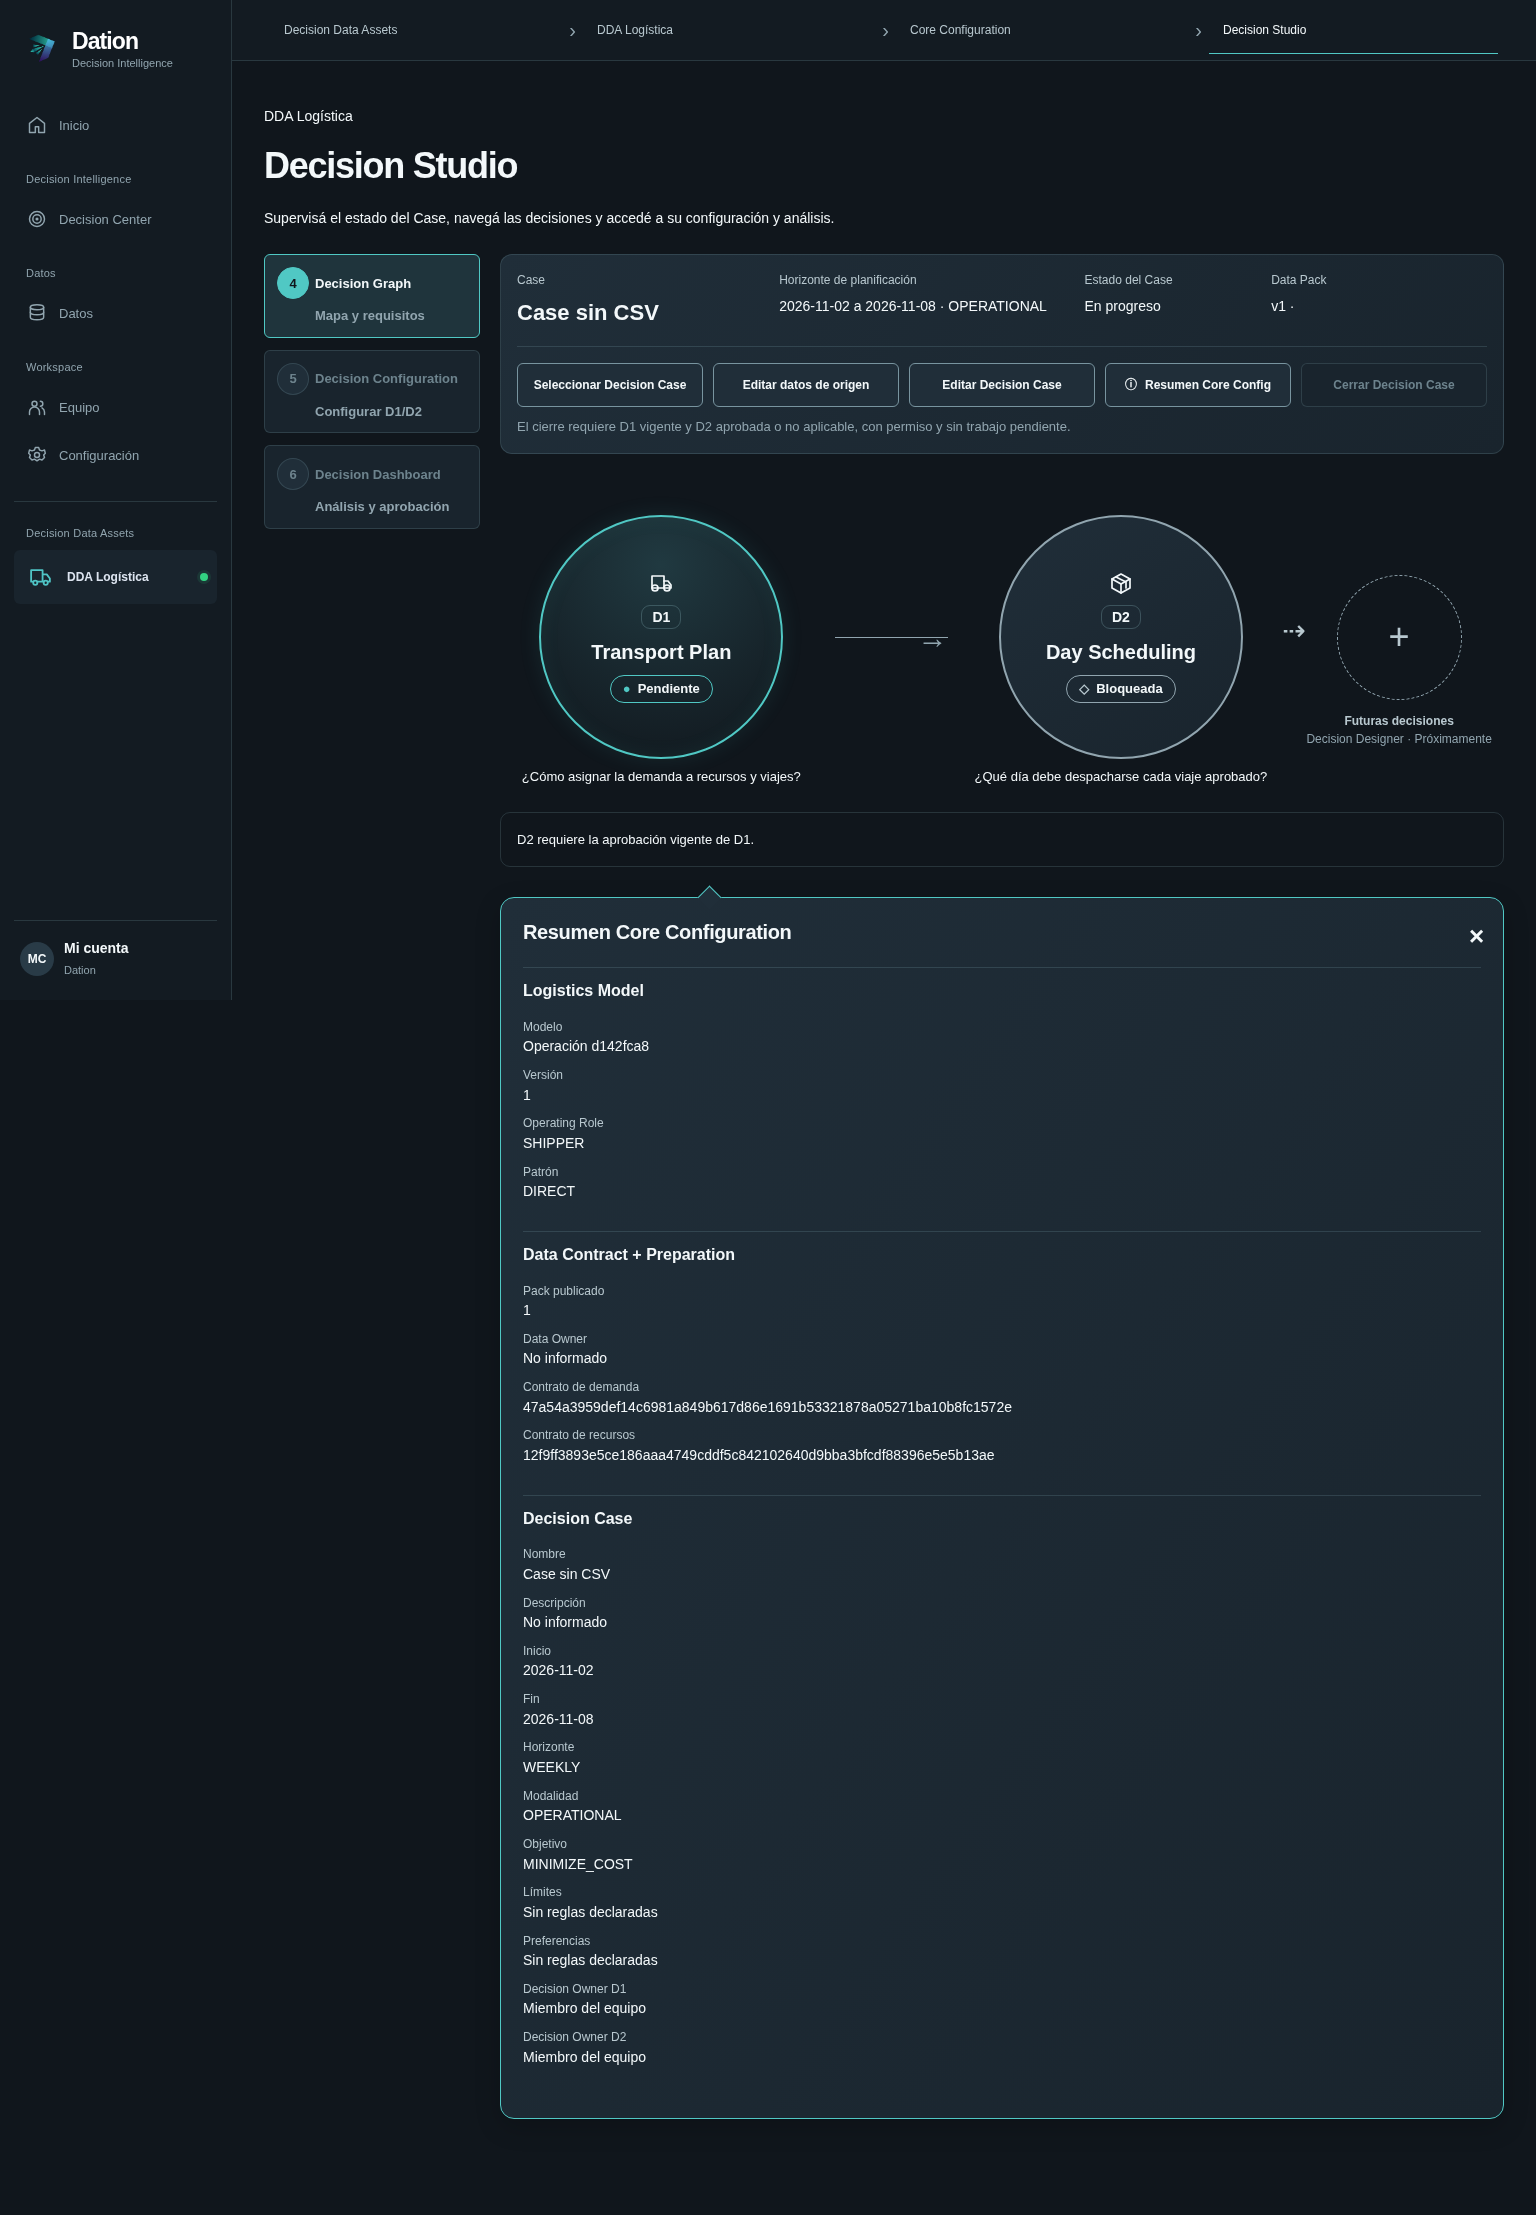 Dation
Decision Intelligence
Inicio
Decision Intelligence
Decision Center
Datos
Datos
Workspace
Equipo
Configuración
Decision Data Assets
DDA Logística
MC
Mi cuenta
Dation
Decision Data Assets › DDA Logística › Core Configuration › Decision Studio
DDA Logística
Decision Studio
Supervisá el estado del Case, navegá las decisiones y accedé a su configuración y análisis.
4 Decision Graph
Mapa y requisitos
5 Decision Configuration
Configurar D1/D2
6 Decision Dashboard
Análisis y aprobación
Case
Case sin CSV
Horizonte de planificación
2026-11-02 a 2026-11-08 · OPERATIONAL
Estado del Case
En progreso
Data Pack
v1 ·
Seleccionar Decision Case
Editar datos de origen
Editar Decision Case
ⓘ Resumen Core Config
Cerrar Decision Case
El cierre requiere D1 vigente y D2 aprobada o no aplicable, con permiso y sin trabajo pendiente.
D1
Transport Plan
● Pendiente
¿Cómo asignar la demanda a recursos y viajes?
→
D2
Day Scheduling
◇ Bloqueada
¿Qué día debe despacharse cada viaje aprobado?
⇢
+
Futuras decisiones
Decision Designer · Próximamente
D2 requiere la aprobación vigente de D1.
Resumen Core Configuration
×
Logistics Model
Modelo
Operación d142fca8
Versión
1
Operating Role
SHIPPER
Patrón
DIRECT
Data Contract + Preparation
Pack publicado
1
Data Owner
No informado
Contrato de demanda
47a54a3959def14c6981a849b617d86e1691b53321878a05271ba10b8fc1572e
Contrato de recursos
12f9ff3893e5ce186aaa4749cddf5c842102640d9bba3bfcdf88396e5e5b13ae
Decision Case
Nombre
Case sin CSV
Descripción
No informado
Inicio
2026-11-02
Fin
2026-11-08
Horizonte
WEEKLY
Modalidad
OPERATIONAL
Objetivo
MINIMIZE_COST
Límites
Sin reglas declaradas
Preferencias
Sin reglas declaradas
Decision Owner D1
Miembro del equipo
Decision Owner D2
Miembro del equipo